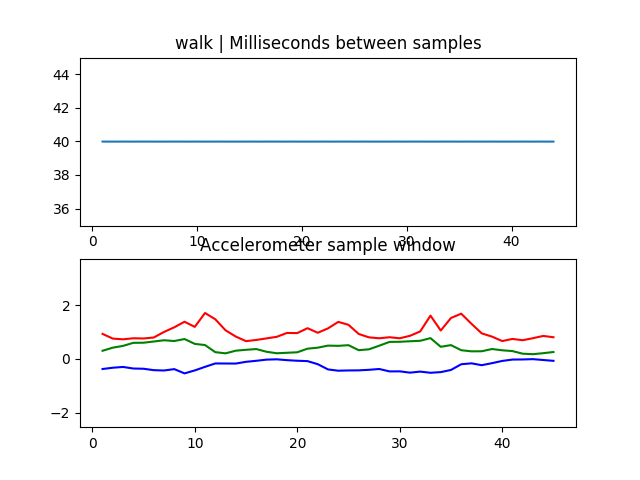 walk | Milliseconds between samples
44
42
40
38
36
0 10 20 30 40
Accelerometer sample window
2
0
−2
0 10 20 30 40